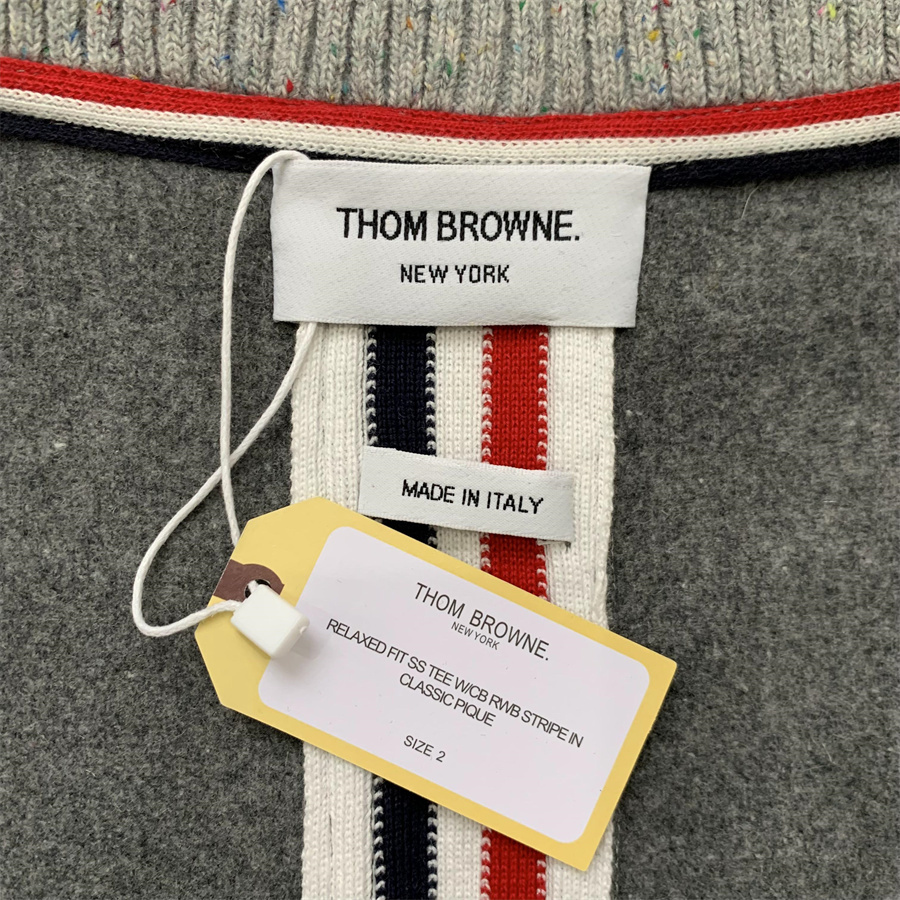 THOM BROWNE.
NEW YORK
MADE IN ITALY
THOM BROWNE.
NEW YORK
RELAXED FIT SS TEE W/CB RWB STRIPE IN
CLASSIC PIQUE
SIZE 2